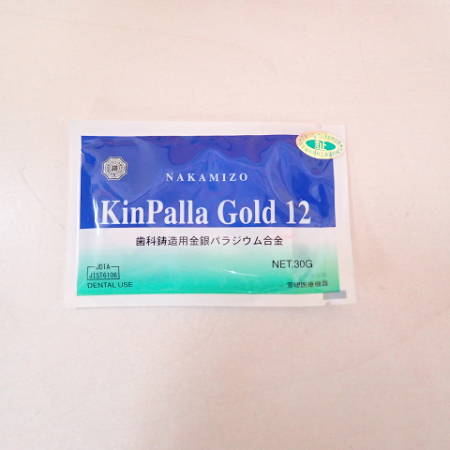 NAKAMIZO
KinPalla Gold 12
歯科鋳造用金銀パラジウム合金
NET.30G
JDIA
JIST6106
DENTAL USE
管理医療機器